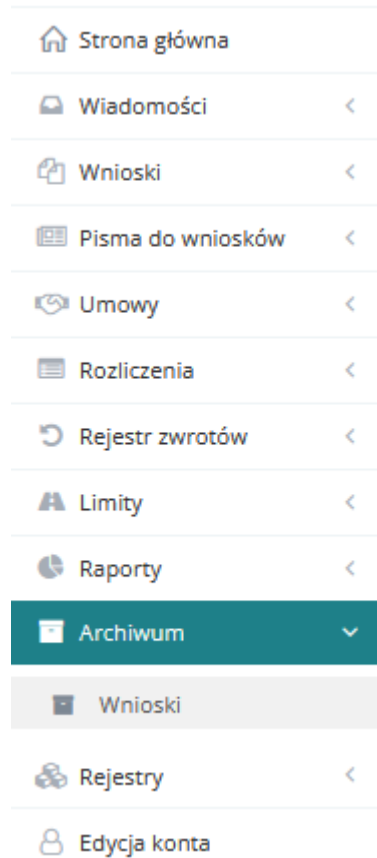 Strona główna
Wiadomości
Wnioski
Pisma do wniosków
Umowy
Rozliczenia
Rejestr zwrotów
Limity
Raporty
Archiwum
Wnioski
Rejestry
Edycja konta